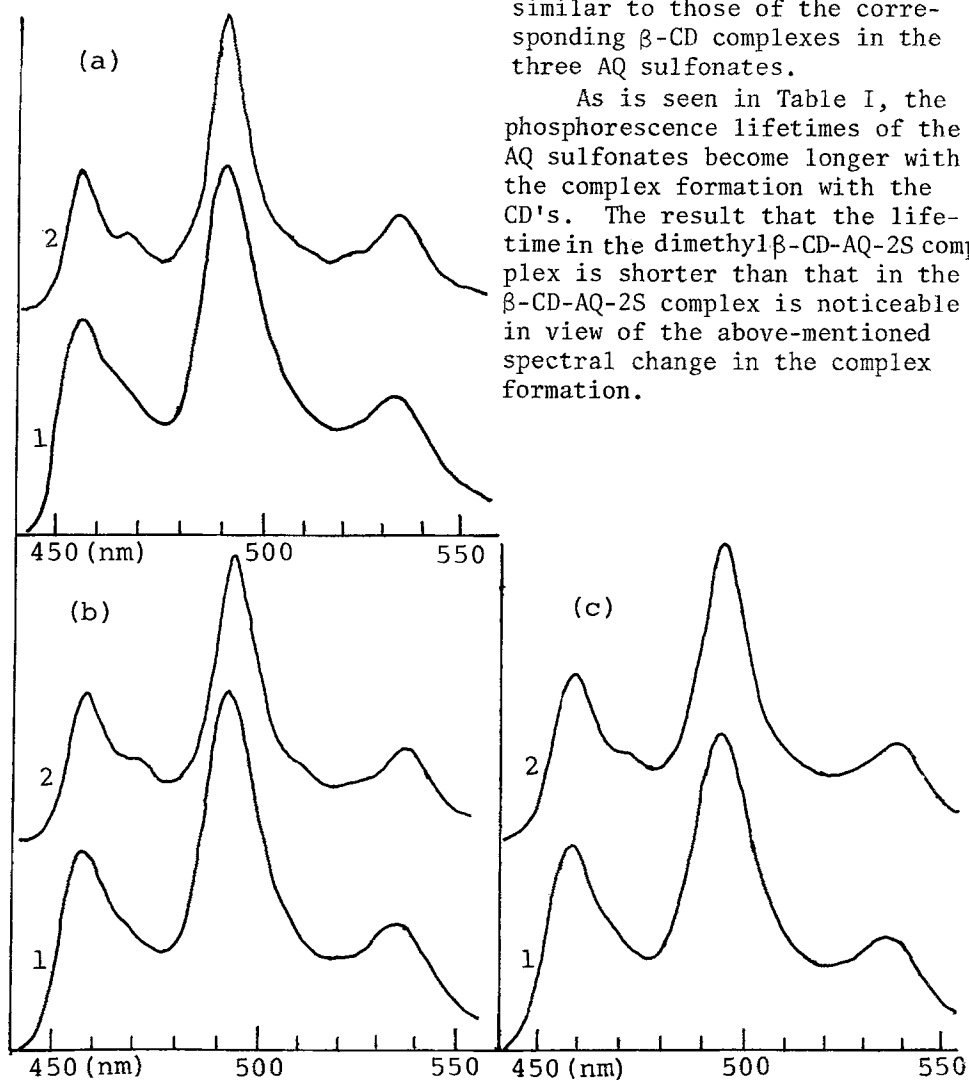 similar to those of the corre-
sponding β-CD complexes in the
three AQ sulfonates.
As is seen in Table I, the
phosphorescence lifetimes of the
AQ sulfonates become longer with
the complex formation with the
CD's. The result that the life-
time in the dimethylβ-CD-AQ-2S comp
plex is shorter than that in the
β-CD-AQ-2S complex is noticeable
in view of the above-mentioned
spectral change in the complex
formation.
(a)
2
1
450 (nm) 500 550
(b)
2
1
450 (nm) 500 550
(c)
2
1
450 (nm) 500 550